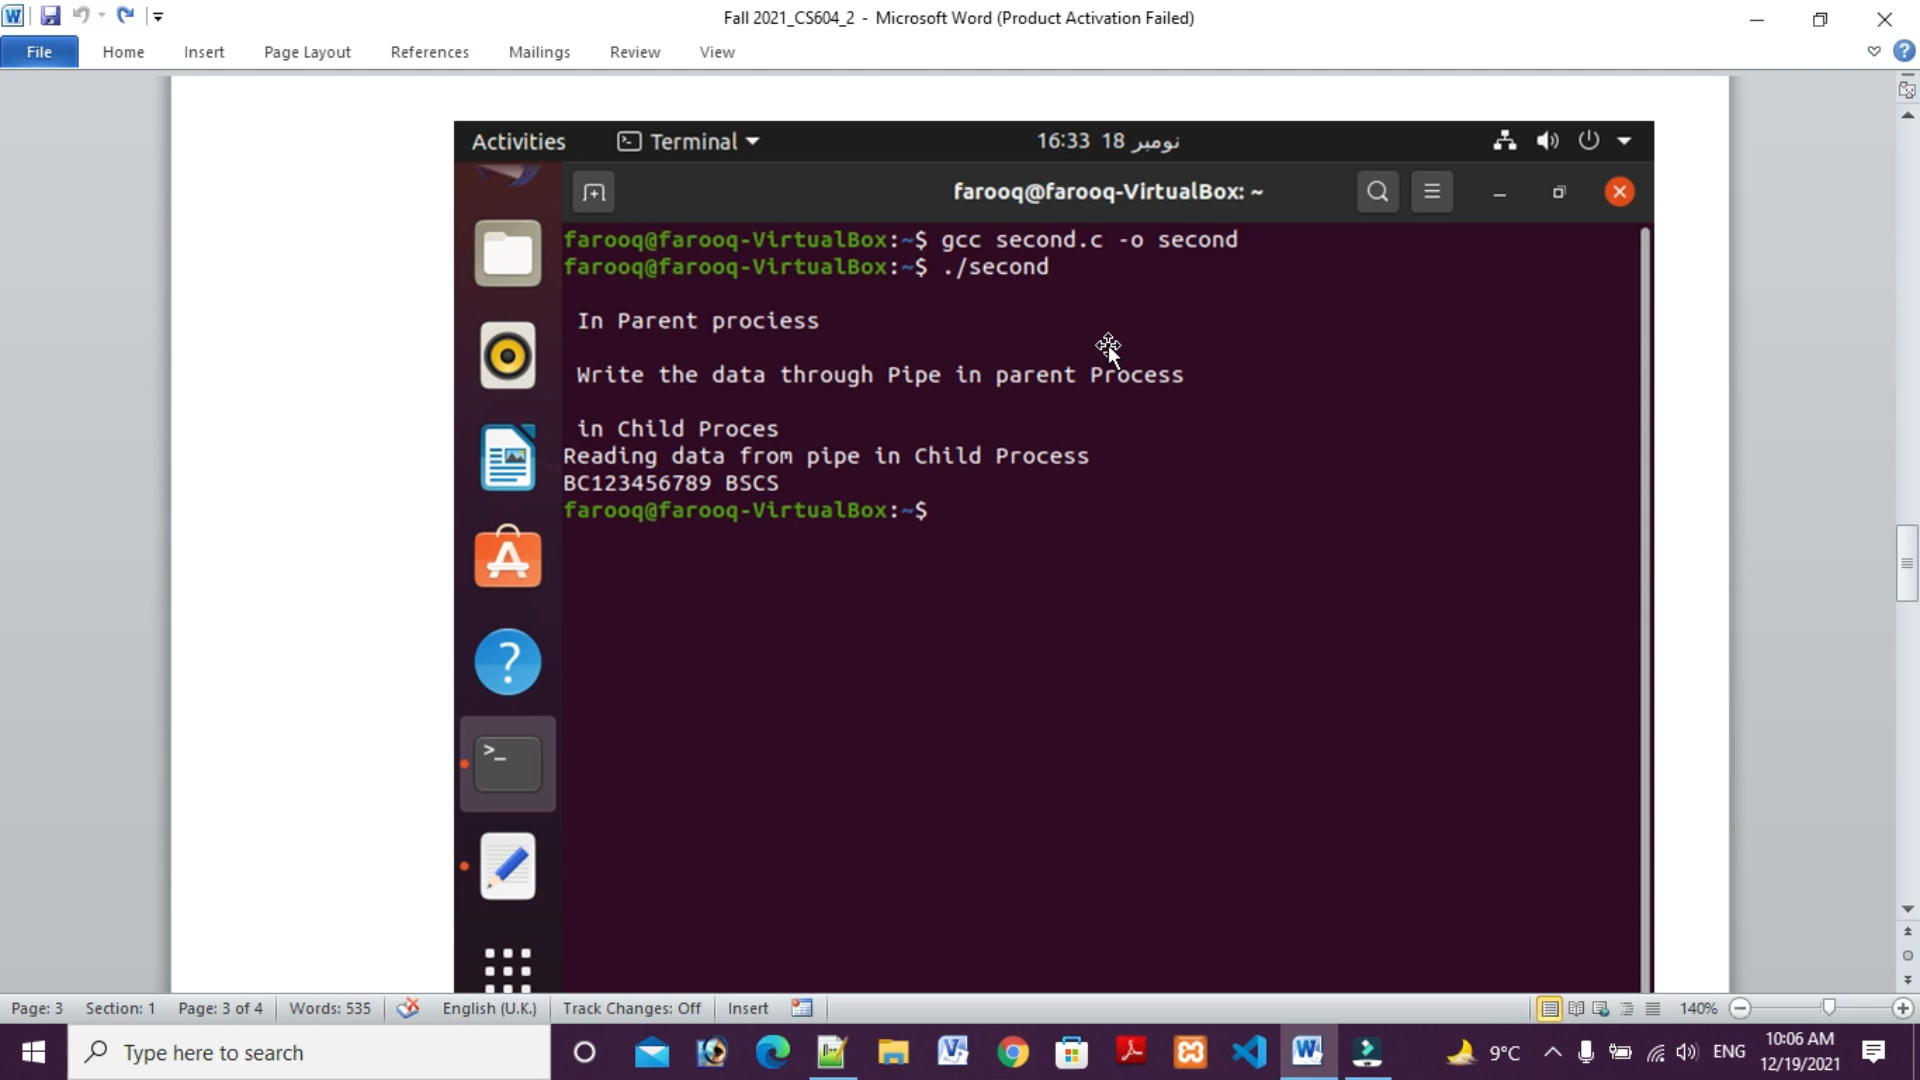 Fall 2021_CS604_2 - Microsoft Word (Product Activation Failed)
File Home Insert Page Layout References Mailings Review View
Activities Terminal 16:33 18 نومبر
farooq@farooq-VirtualBox: ~
farooq@farooq-VirtualBox:~$ gcc second.c -o second
farooq@farooq-VirtualBox:~$ ./second
In Parent prociess
Write the data through Pipe in parent Process
in Child Proces
Reading data from pipe in Child Process
BC123456789 BSCS
farooq@farooq-VirtualBox:~$
Page: 3 Section: 1 Page: 3 of 4 Words: 535 English (U.K.) Track Changes: Off Insert 140%
Type here to search 9°C ENG 10:06 AM
12/19/2021